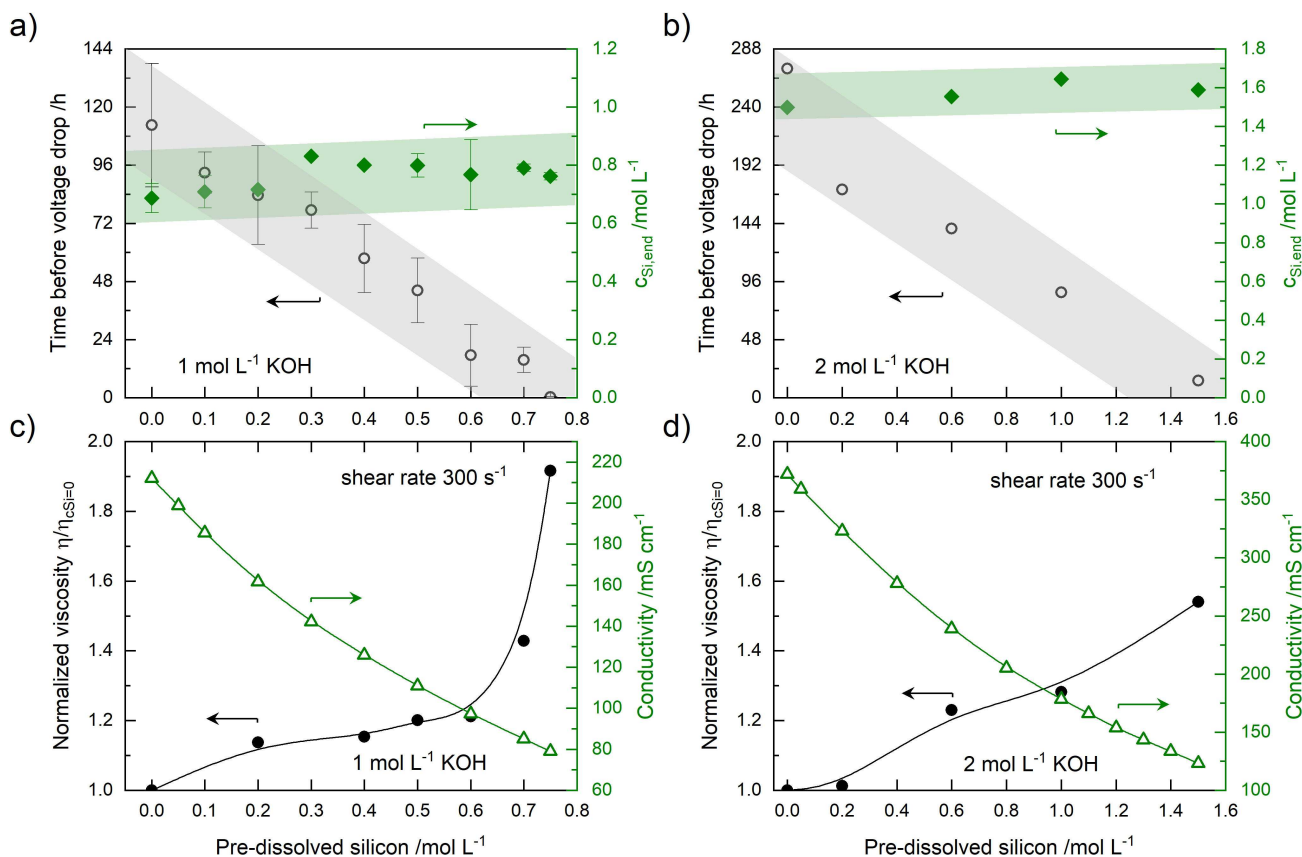 a)
Time before voltage drop /h
144
120
96
72
48
24
0
1.2
1.0
0.8
0.6
0.4
0.2
0.0
c_Si,end /mol L⁻¹
1 mol L⁻¹ KOH
0.0 0.1 0.2 0.3 0.4 0.5 0.6 0.7 0.8
b)
Time before voltage drop /h
288
240
192
144
96
48
0
1.8
1.6
1.4
1.2
1.0
0.8
0.6
0.4
0.2
0.0
c_Si,end /mol L⁻¹
2 mol L⁻¹ KOH
0.0 0.2 0.4 0.6 0.8 1.0 1.2 1.4 1.6
c)
Normalized viscosity η/η_cSi=0
2.0
1.8
1.6
1.4
1.2
1.0
220
200
180
160
140
120
100
80
60
Conductivity /mS cm⁻¹
shear rate 300 s⁻¹
1 mol L⁻¹ KOH
0.0 0.1 0.2 0.3 0.4 0.5 0.6 0.7 0.8
Pre-dissolved silicon /mol L⁻¹
d)
Normalized viscosity η/η_cSi=0
2.0
1.8
1.6
1.4
1.2
1.0
400
350
300
250
200
150
100
Conductivity /mS cm⁻¹
shear rate 300 s⁻¹
2 mol L⁻¹ KOH
0.0 0.2 0.4 0.6 0.8 1.0 1.2 1.4 1.6
Pre-dissolved silicon /mol L⁻¹